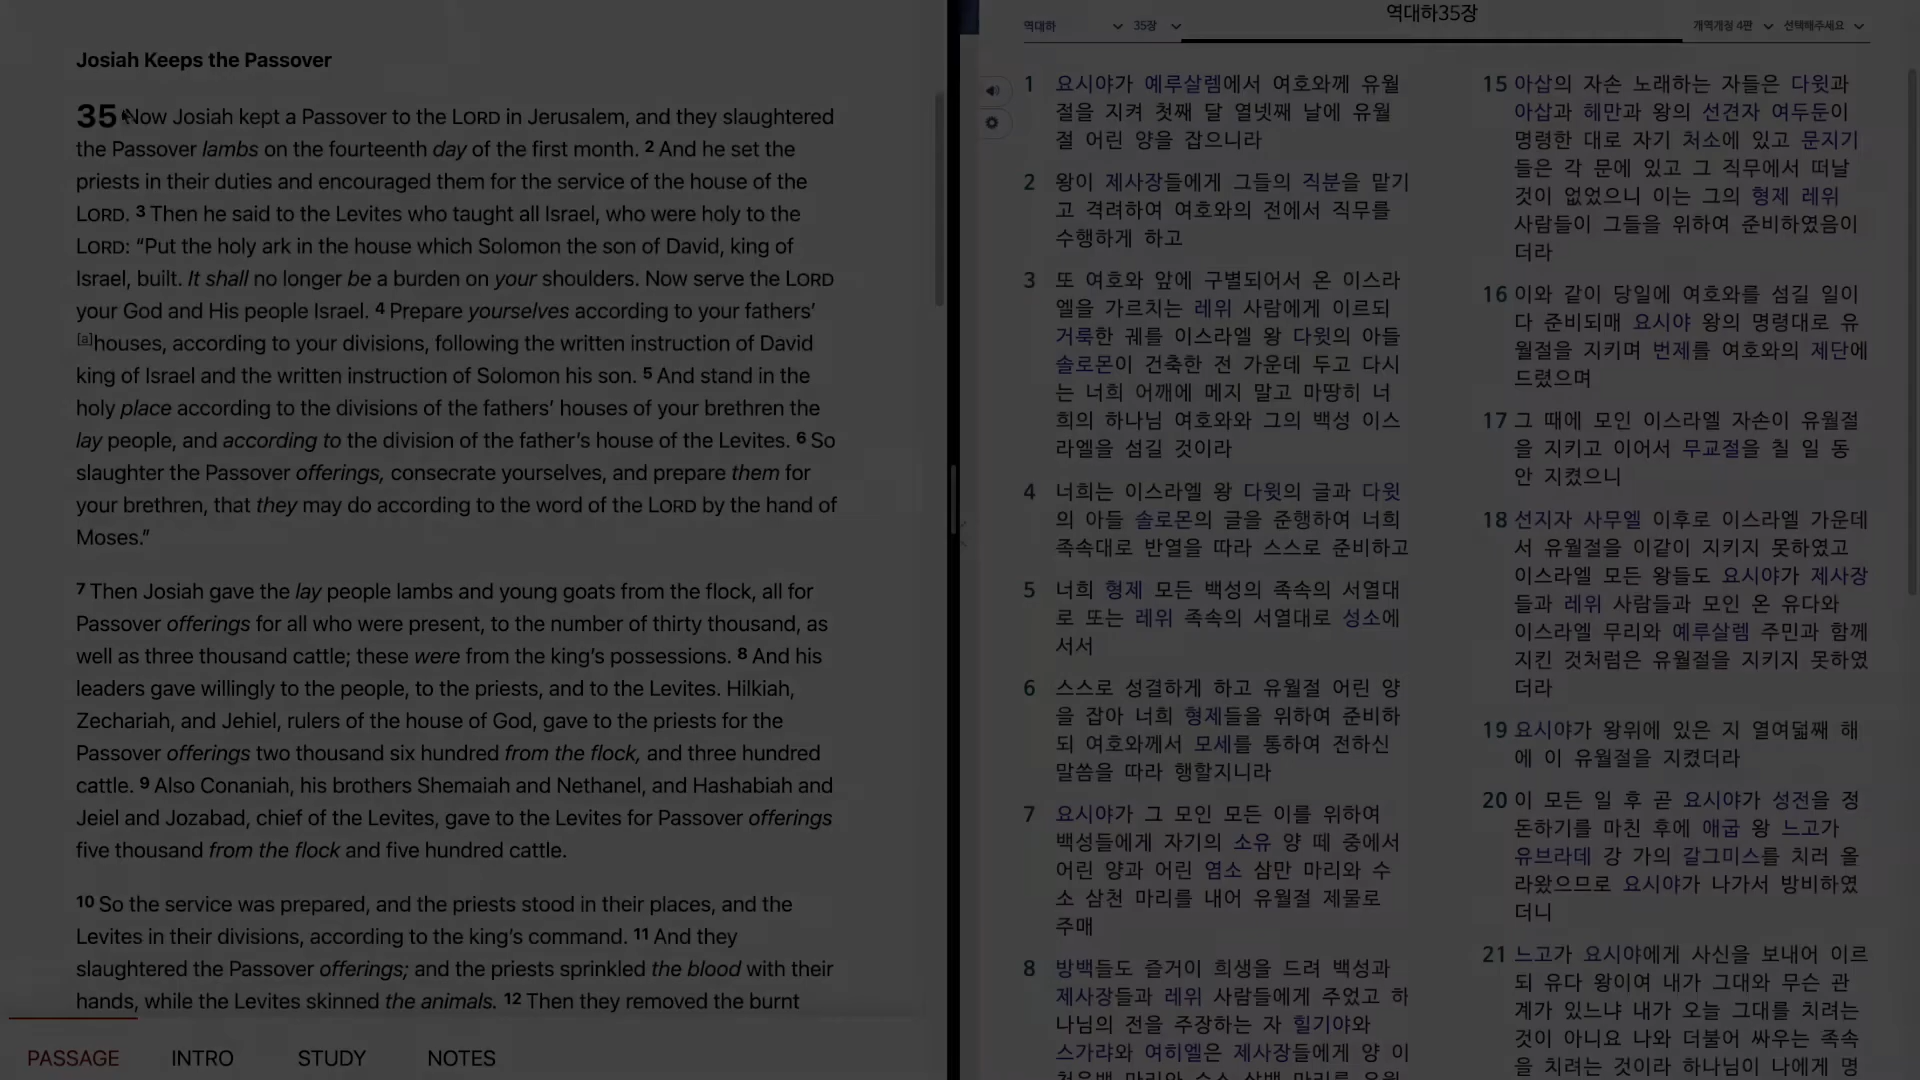 Josiah Keeps the Passover
35 Now Josiah kept a Passover to the LORD in Jerusalem, and they slaughtered
the Passover lambs on the fourteenth day of the first month. 2 And he set the
priests in their duties and encouraged them for the service of the house of the
LORD. 3 Then he said to the Levites who taught all Israel, who were holy to the
LORD: “Put the holy ark in the house which Solomon the son of David, king of
Israel, built. It shall no longer be a burden on your shoulders. Now serve the LORD
your God and His people Israel. 4 Prepare yourselves according to your fathers’
[a]houses, according to your divisions, following the written instruction of David
king of Israel and the written instruction of Solomon his son. 5 And stand in the
holy place according to the divisions of the fathers’ houses of your brethren the
lay people, and according to the division of the father’s house of the Levites. 6 So
slaughter the Passover offerings, consecrate yourselves, and prepare them for
your brethren, that they may do according to the word of the LORD by the hand of
Moses.”
7 Then Josiah gave the lay people lambs and young goats from the flock, all for
Passover offerings for all who were present, to the number of thirty thousand, as
well as three thousand cattle; these were from the king’s possessions. 8 And his
leaders gave willingly to the people, to the priests, and to the Levites. Hilkiah,
Zechariah, and Jehiel, rulers of the house of God, gave to the priests for the
Passover offerings two thousand six hundred from the flock, and three hundred
cattle. 9 Also Conaniah, his brothers Shemaiah and Nethanel, and Hashabiah and
Jeiel and Jozabad, chief of the Levites, gave to the Levites for Passover offerings
five thousand from the flock and five hundred cattle.
10 So the service was prepared, and the priests stood in their places, and the
Levites in their divisions, according to the king’s command. 11 And they
slaughtered the Passover offerings; and the priests sprinkled the blood with their
hands, while the Levites skinned the animals. 12 Then they removed the burnt
PASSAGE INTRO STUDY NOTES
역대하35장
역대하 35장 개역개정 4판 선택해주세요
1 요시야가 예루살렘에서 여호와께 유월
절을 지켜 첫째 달 열넷째 날에 유월
절 어린 양을 잡으니라
2 왕이 제사장들에게 그들의 직분을 맡기
고 격려하여 여호와의 전에서 직무를
수행하게 하고
3 또 여호와 앞에 구별되어서 온 이스라
엘을 가르치는 레위 사람에게 이르되
거룩한 궤를 이스라엘 왕 다윗의 아들
솔로몬이 건축한 전 가운데 두고 다시
는 너희 어깨에 메지 말고 마땅히 너
희의 하나님 여호와와 그의 백성 이스
라엘을 섬길 것이라
4 너희는 이스라엘 왕 다윗의 글과 다윗
의 아들 솔로몬의 글을 준행하여 너희
족속대로 반열을 따라 스스로 준비하고
5 너희 형제 모든 백성의 족속의 서열대
로 또는 레위 족속의 서열대로 성소에
서서
6 스스로 성결하게 하고 유월절 어린 양
을 잡아 너희 형제들을 위하여 준비하
되 여호와께서 모세를 통하여 전하신
말씀을 따라 행할지니라
7 요시야가 그 모인 모든 이를 위하여
백성들에게 자기의 소유 양 떼 중에서
어린 양과 어린 염소 삼만 마리와 수
소 삼천 마리를 내어 유월절 제물로
주매
8 방백들도 즐거이 희생을 드려 백성과
제사장들과 레위 사람들에게 주었고 하
나님의 전을 주장하는 자 힐기야와
스가랴와 여히엘은 제사장들에게 양 이
천육백 마리와 수소 삼백 마리를 유월
15 아삽의 자손 노래하는 자들은 다윗과
아삽과 헤만과 왕의 선견자 여두둔이
명령한 대로 자기 처소에 있고 문지기
들은 각 문에 있고 그 직무에서 떠날
것이 없었으니 이는 그의 형제 레위
사람들이 그들을 위하여 준비하였음이
더라
16 이와 같이 당일에 여호와를 섬길 일이
다 준비되매 요시야 왕의 명령대로 유
월절을 지키며 번제를 여호와의 제단에
드렸으며
17 그 때에 모인 이스라엘 자손이 유월절
을 지키고 이어서 무교절을 칠 일 동
안 지켰으니
18 선지자 사무엘 이후로 이스라엘 가운데
서 유월절을 이같이 지키지 못하였고
이스라엘 모든 왕들도 요시야가 제사장
들과 레위 사람들과 모인 온 유다와
이스라엘 무리와 예루살렘 주민과 함께
지킨 것처럼은 유월절을 지키지 못하였
더라
19 요시야가 왕위에 있은 지 열여덟째 해
에 이 유월절을 지켰더라
20 이 모든 일 후 곧 요시야가 성전을 정
돈하기를 마친 후에 애굽 왕 느고가
유브라데 강 가의 갈그미스를 치러 올
라왔으므로 요시야가 나가서 방비하였
더니
21 느고가 요시야에게 사신을 보내어 이르
되 유다 왕이여 내가 그대와 무슨 관
계가 있느냐 내가 오늘 그대를 치려는
것이 아니요 나와 더불어 싸우는 족속
을 치려는 것이라 하나님이 나에게 명